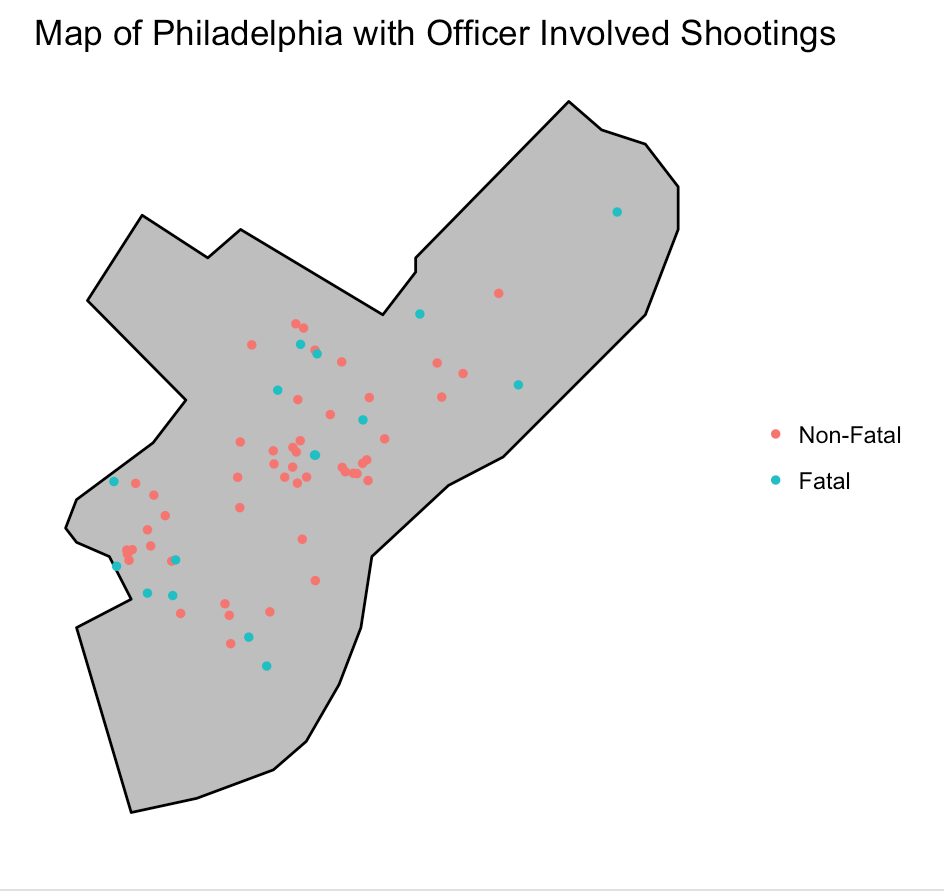 Map of Philadelphia with Officer Involved Shootings
Non-Fatal
Fatal